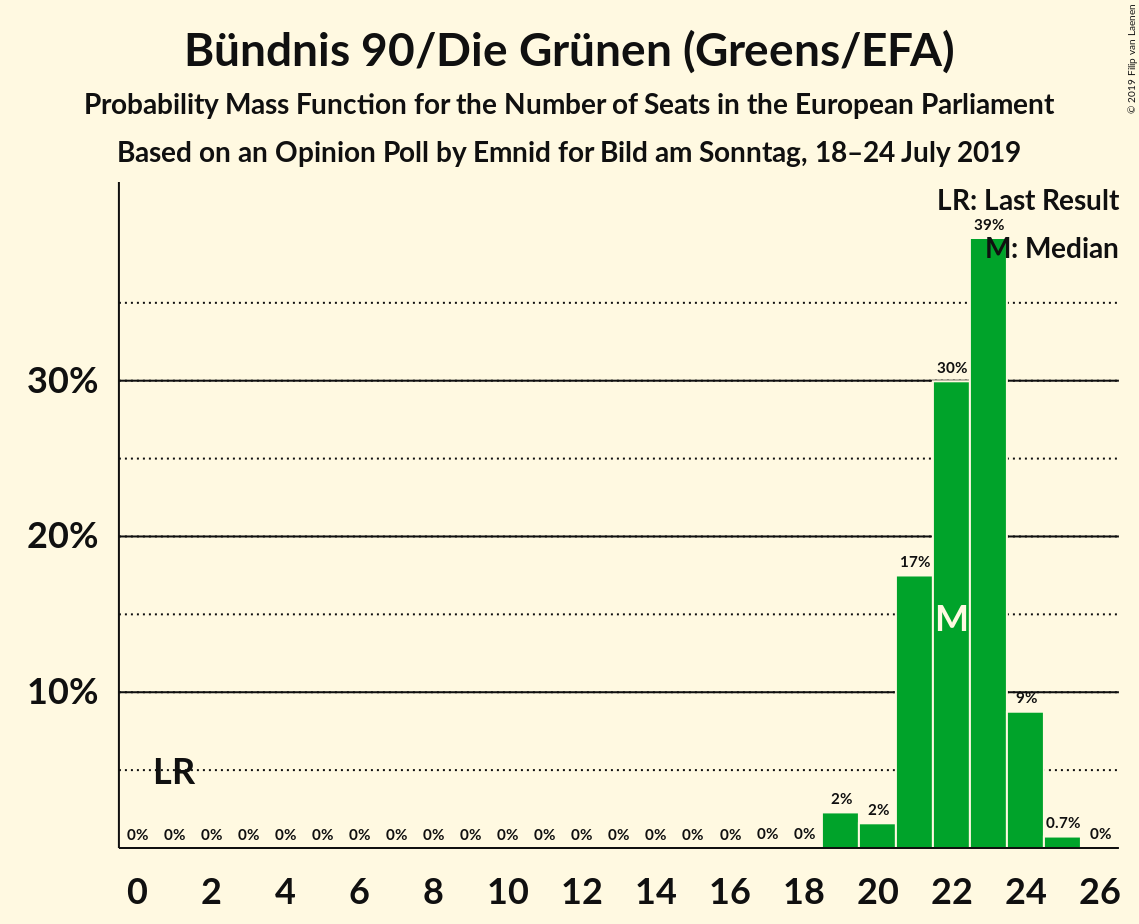 Bündnis 90/Die Grünen (Greens/EFA)
Probability Mass Function for the Number of Seats in the European Parliament
Based on an Opinion Poll by Emnid for Bild am Sonntag, 18–24 July 2019
© 2019 Filip van Laenen
LR: Last Result
M: Median
39%
30%
30%
20%
17%
M
10%
9%
LR
0% 0% 0% 0% 0% 0% 0% 0% 0% 0% 0% 0% 0% 0% 0% 0% 0% 0% 0% 2% 2% 0.7% 0%
0 2 4 6 8 10 12 14 16 18 20 22 24 26